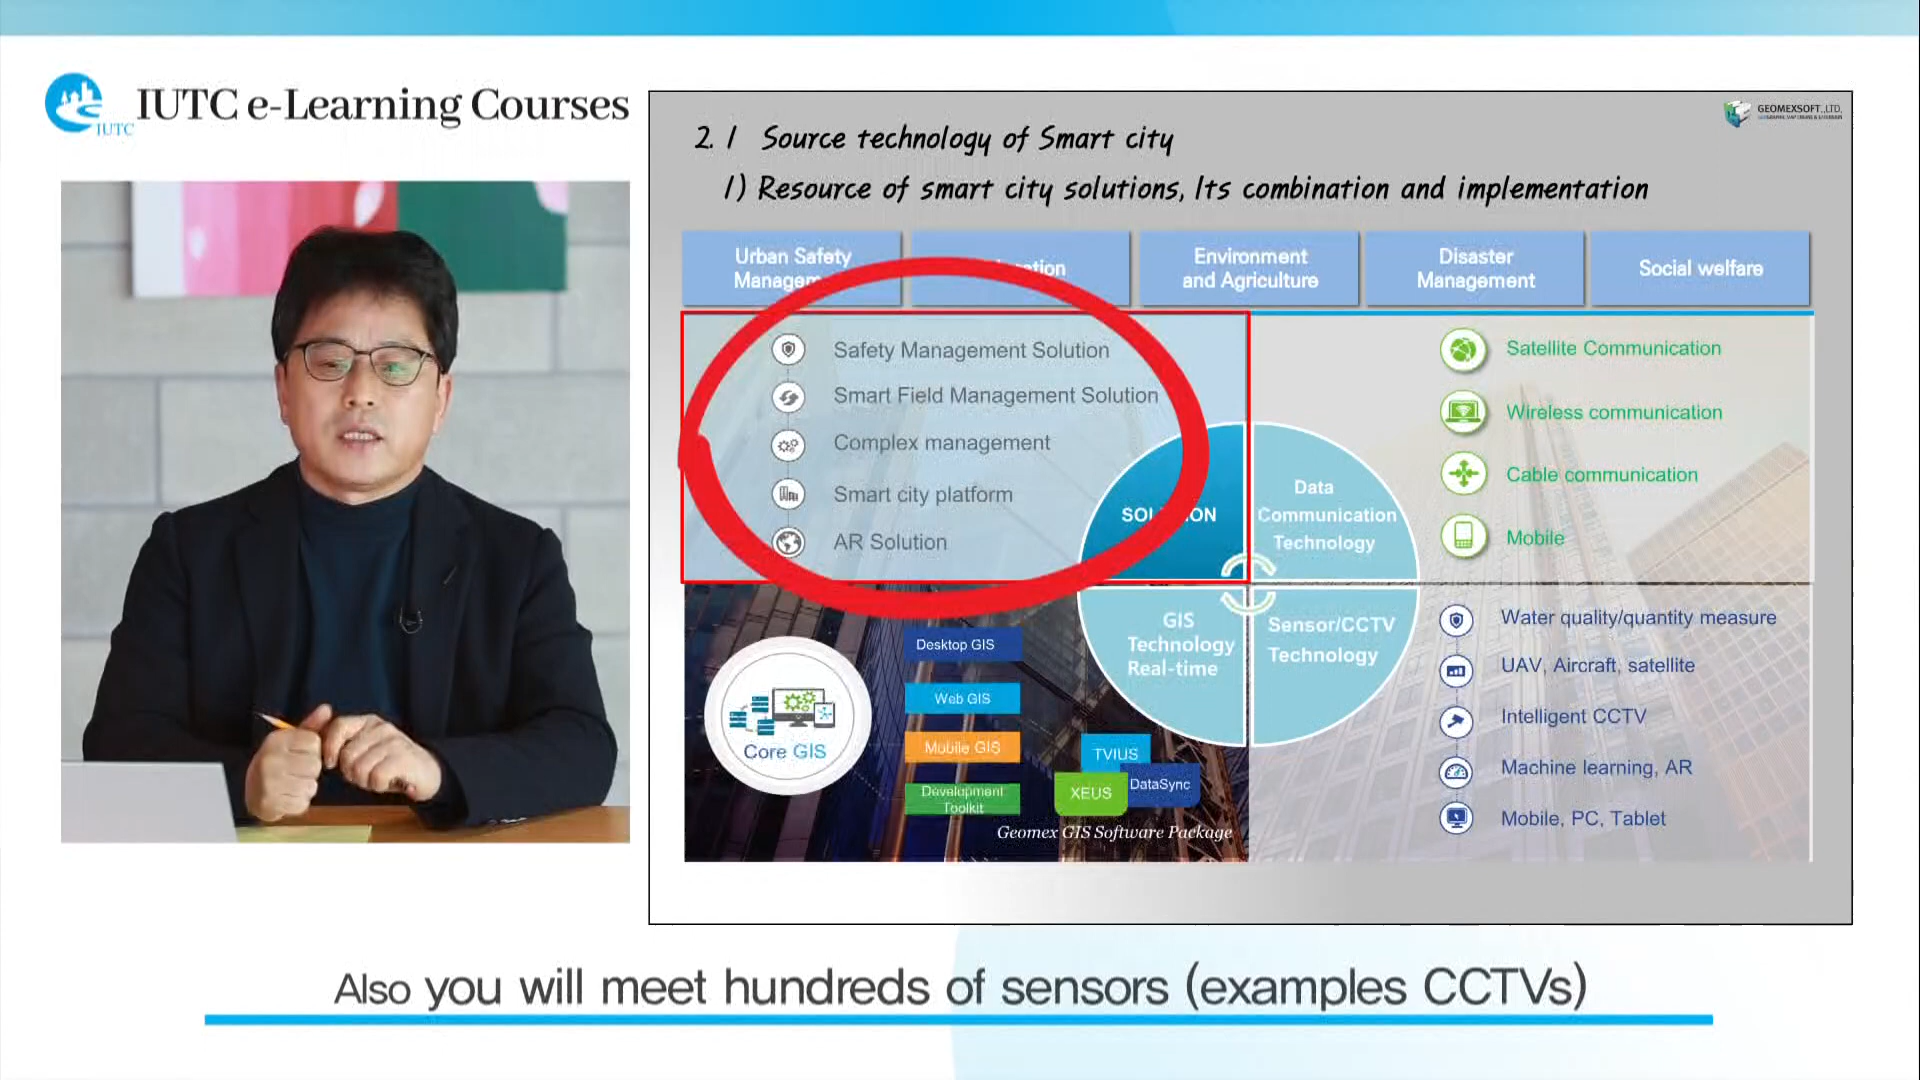 IUTC
IUTC e-Learning Courses
GEOMEXSOFT.,LTD.
2. 1 Source technology of Smart city
1) Resource of smart city solutions, Its combination and implementation
Urban Safety
Environment
and Agriculture
Disaster
Management
Social welfare
Safety Management Solution
Smart Field Management Solution
Complex management
Smart city platform
AR Solution
Data
Communication
Technology
Satellite Communication
Wireless communication
Cable communication
Mobile
Core GIS
Desktop GIS
Web GIS
Mobile GIS
Development
Toolkit
TVIUS
XEUS
DataSync
Geomex GIS Software Package
GIS
Technology
Real-time
Sensor/CCTV
Technology
Water quality/quantity measure
UAV, Aircraft, satellite
Intelligent CCTV
Machine learning, AR
Mobile, PC, Tablet
Also you will meet hundreds of sensors (examples CCTVs)